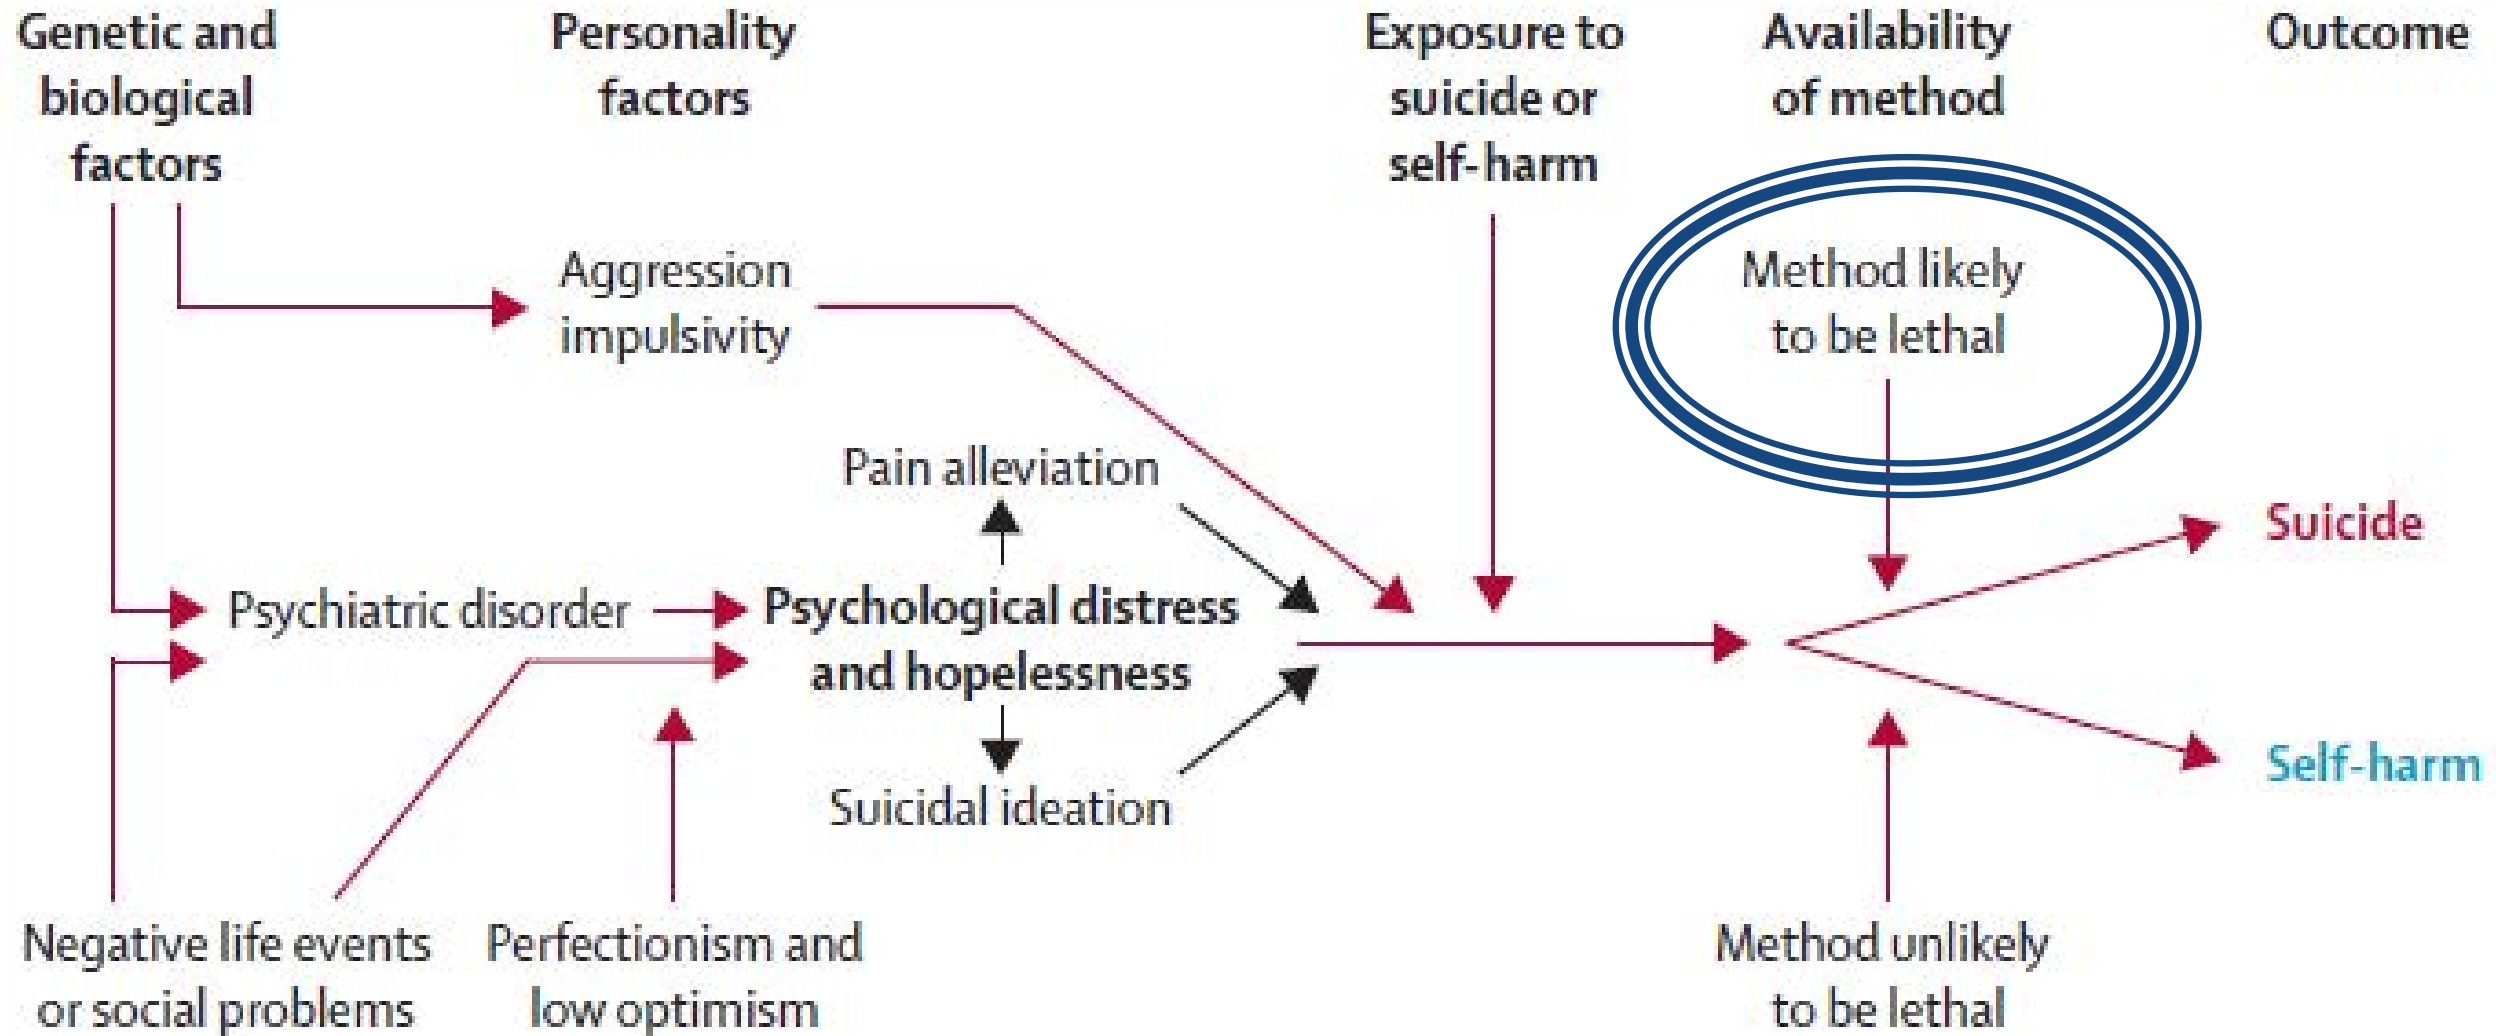 Genetic and
biological
factors
Personality
factors
Exposure to
suicide or
self-harm
Availability
of method
Outcome
Aggression
impulsivity
Method likely
to be lethal
Pain alleviation
Suicide
Psychiatric disorder
Psychological distress
and hopelessness
Self-harm
Suicidal ideation
Negative life events
or social problems
Perfectionism and
low optimism
Method unlikely
to be lethal